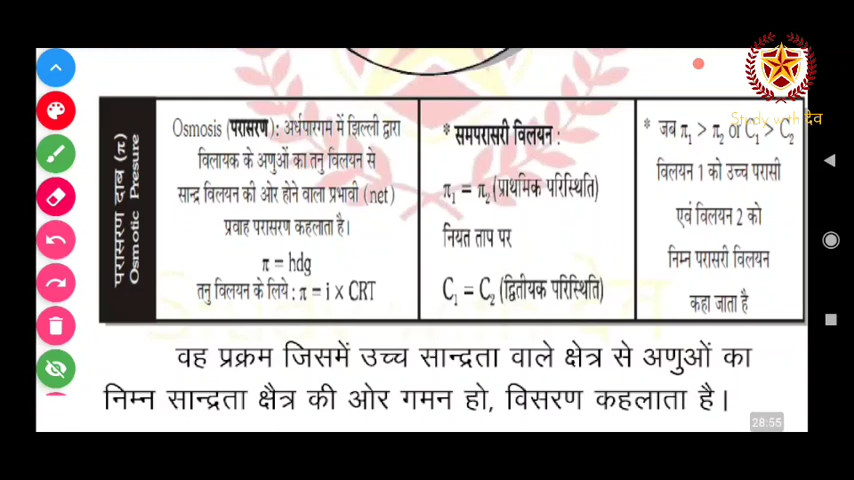 Study with देव
परासरण दाब (π)
Osmotic Presure
Osmosis (परासरण): अर्धपारगम में झिल्ली द्वारा
विलायक के अणुओं का तनु विलयन से
सान्द्र विलयन की ओर होने वाला प्रभावी (net)
प्रवाह परासरण कहलाता है।
π = hdg
तनु विलयन के लिये : π = i × CRT
* समपरासरी विलयन :
π₁ = π₂ (प्राथमिक परिस्थिति)
नियत ताप पर
C₁ = C₂ (द्वितीयक परिस्थिति)
* जब π₁ > π₂ or C₁ > C₂
विलयन 1 को उच्च परासी
एवं विलयन 2 को
निम्न परासरी विलयन
कहा जाता है
वह प्रक्रम जिसमें उच्च सान्द्रता वाले क्षेत्र से अणुओं का
निम्न सान्द्रता क्षैत्र की ओर गमन हो, विसरण कहलाता है।
28:55